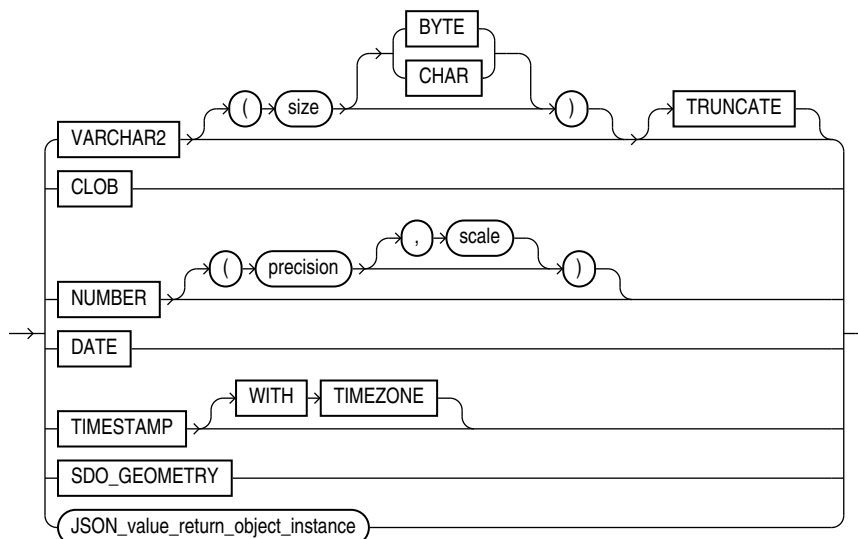 BYTE
CHAR
( size )
TRUNCATE
VARCHAR2
CLOB
, scale
( precision )
NUMBER
DATE
WITH TIMEZONE
TIMESTAMP
SDO_GEOMETRY
JSON_value_return_object_instance